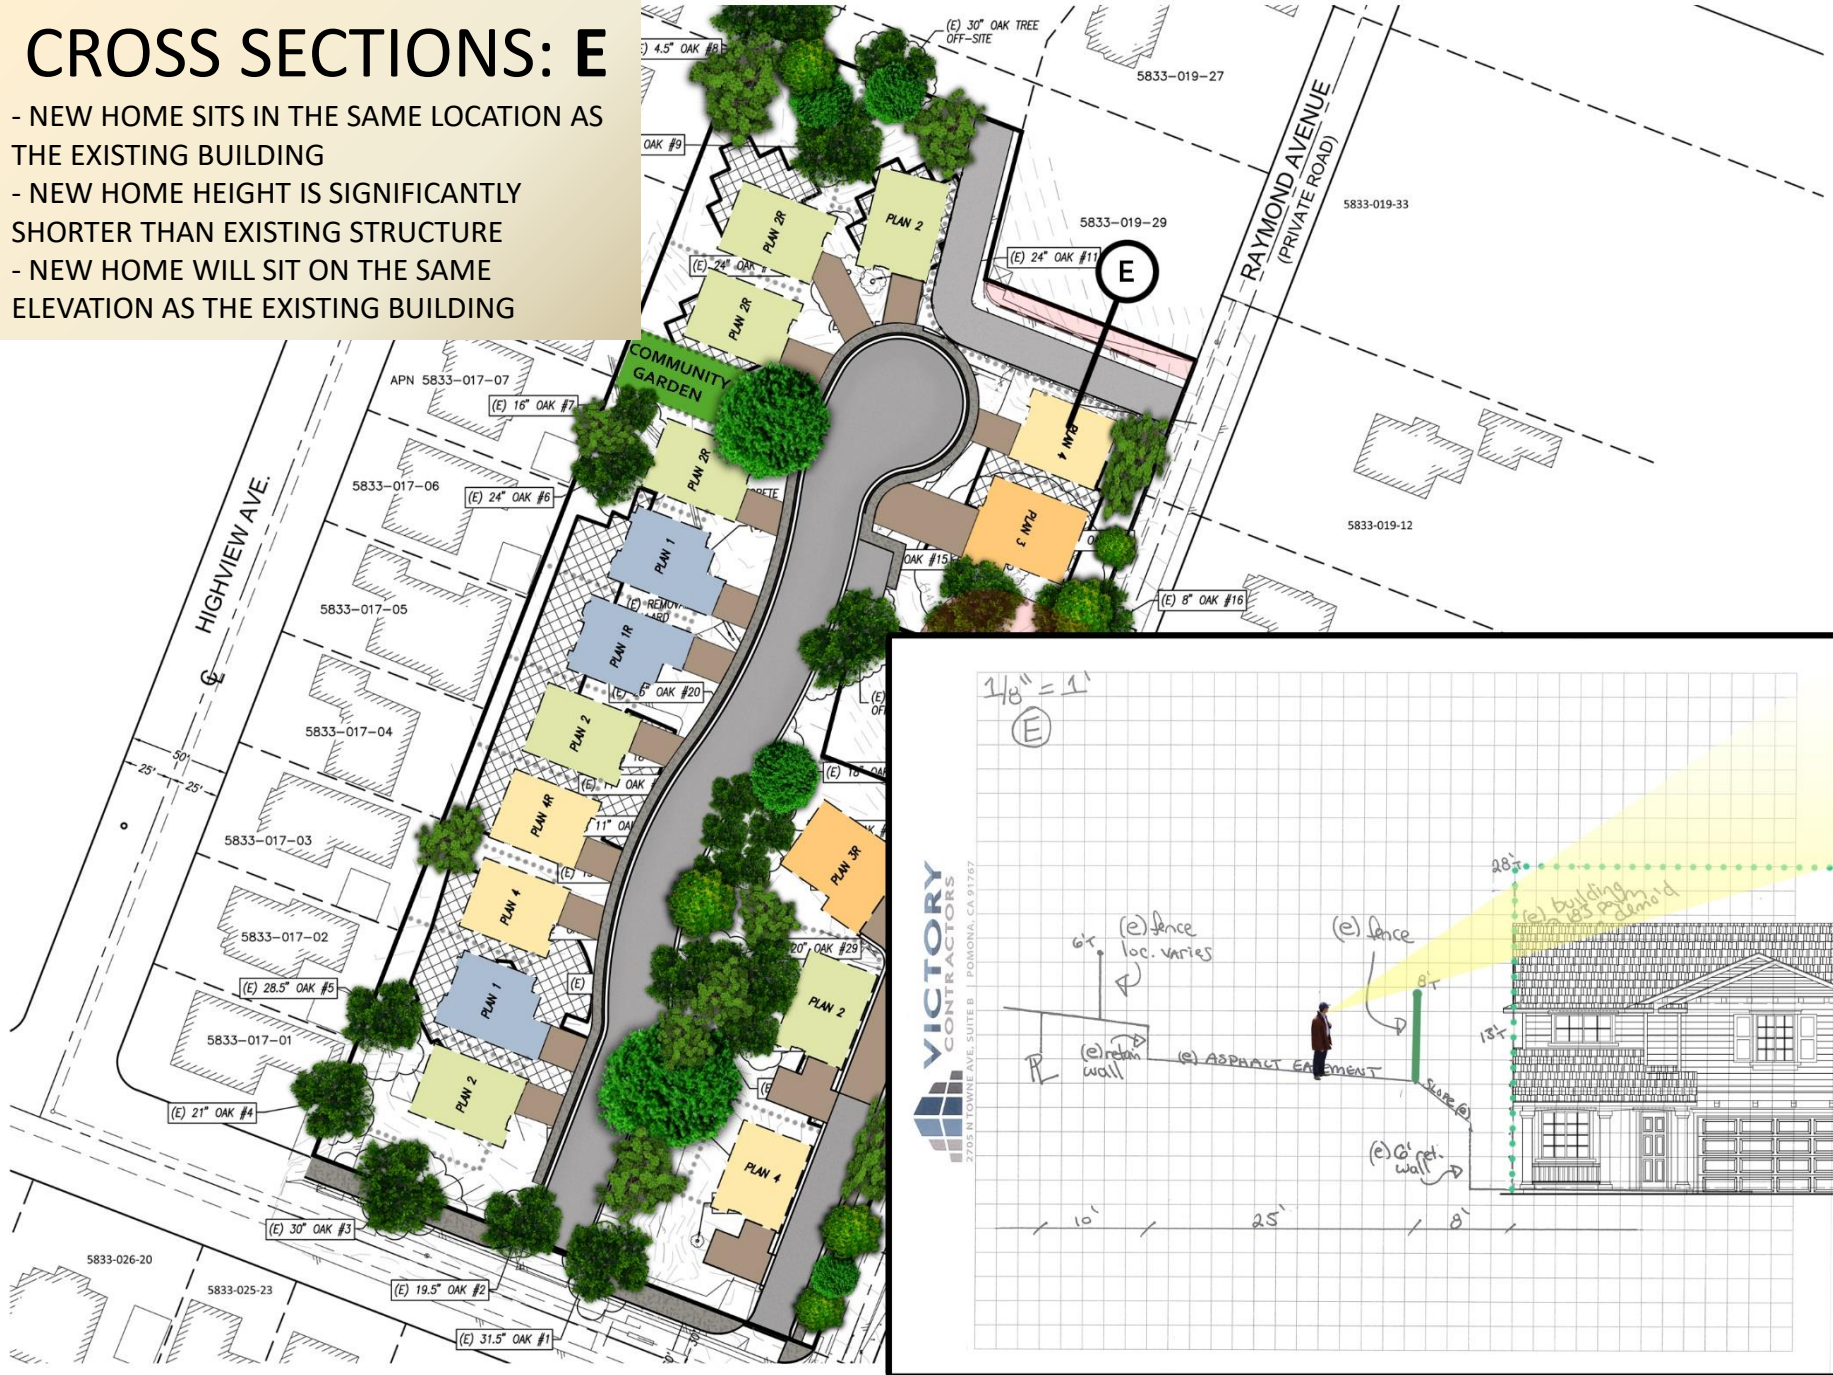 CROSS SECTIONS: E
- NEW HOME SITS IN THE SAME LOCATION AS
THE EXISTING BUILDING
- NEW HOME HEIGHT IS SIGNIFICANTLY
SHORTER THAN EXISTING STRUCTURE
- NEW HOME WILL SIT ON THE SAME
ELEVATION AS THE EXISTING BUILDING
4.5" OAK #8
(E) 30" OAK TREE
OFF-SITE
5833-019-27
OAK #9
RAYMOND AVENUE
(PRIVATE ROAD)
5833-019-33
5833-019-29
(E) 24" OAK #11
E
PLAN 2R
PLAN 2
(E) 24" OAK
PLAN 2R
COMMUNITY
GARDEN
APN 5833-017-07
(E) 16" OAK #7
PLAN 4
PLAN 2R
5833-017-06
(E) 24" OAK #6
HIGHVIEW AVE.
PLAN 3
5833-019-12
PLAN 1
OAK #15
(E) 8" OAK #16
5833-017-05
PLAN 1R
OAK #20
5833-017-04
PLAN 2
50'
25'
25'
PLAN 4R
11" OAK
5833-017-03
PLAN 3R
PLAN 4
5833-017-02
20" OAK #29
(E)
(E) 28.5" OAK #5
PLAN 1
PLAN 2
5833-017-01
PLAN 2
(E) 21" OAK #4
PLAN 4
(E) 30" OAK #3
5833-026-20
5833-025-23
(E) 19.5" OAK #2
(E) 31.5" OAK #1
1/8" = 1'
E
28'
(e) building
demo'd
(e) fence
loc. varies
6'
(e) fence
8'
13'
PL
(e) retain
wall
(e) ASPHALT EASEMENT
SLOPE (e)
(e) 6' ret.
wall
10'
25'
8'
VICTORY
CONTRACTORS
2705 N TOWNE AVE, SUITE B | POMONA, CA 91767